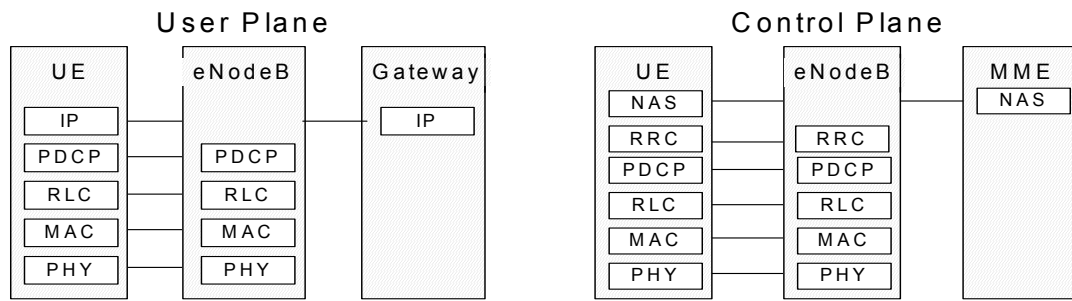 User Plane
UE
eNodeB
Gateway
IP
IP
PDCP
PDCP
RLC
RLC
MAC
MAC
PHY
PHY
Control Plane
UE
eNodeB
MME
NAS
NAS
RRC
RRC
PDCP
PDCP
RLC
RLC
MAC
MAC
PHY
PHY